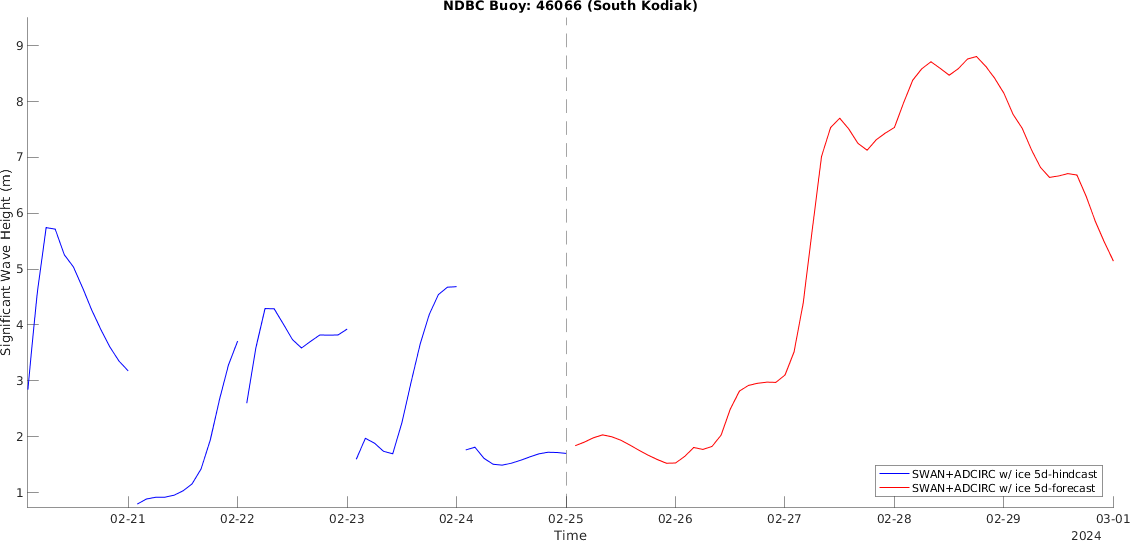 NDBC Buoy: 46066 (South Kodiak)
Significant Wave Height (m)
9
8
7
6
5
4
3
2
1
SWAN+ADCIRC w/ ice 5d-hindcast
SWAN+ADCIRC w/ ice 5d-forecast
02-21 02-22 02-23 02-24 02-25 02-26 02-27 02-28 02-29 03-01
Time
2024